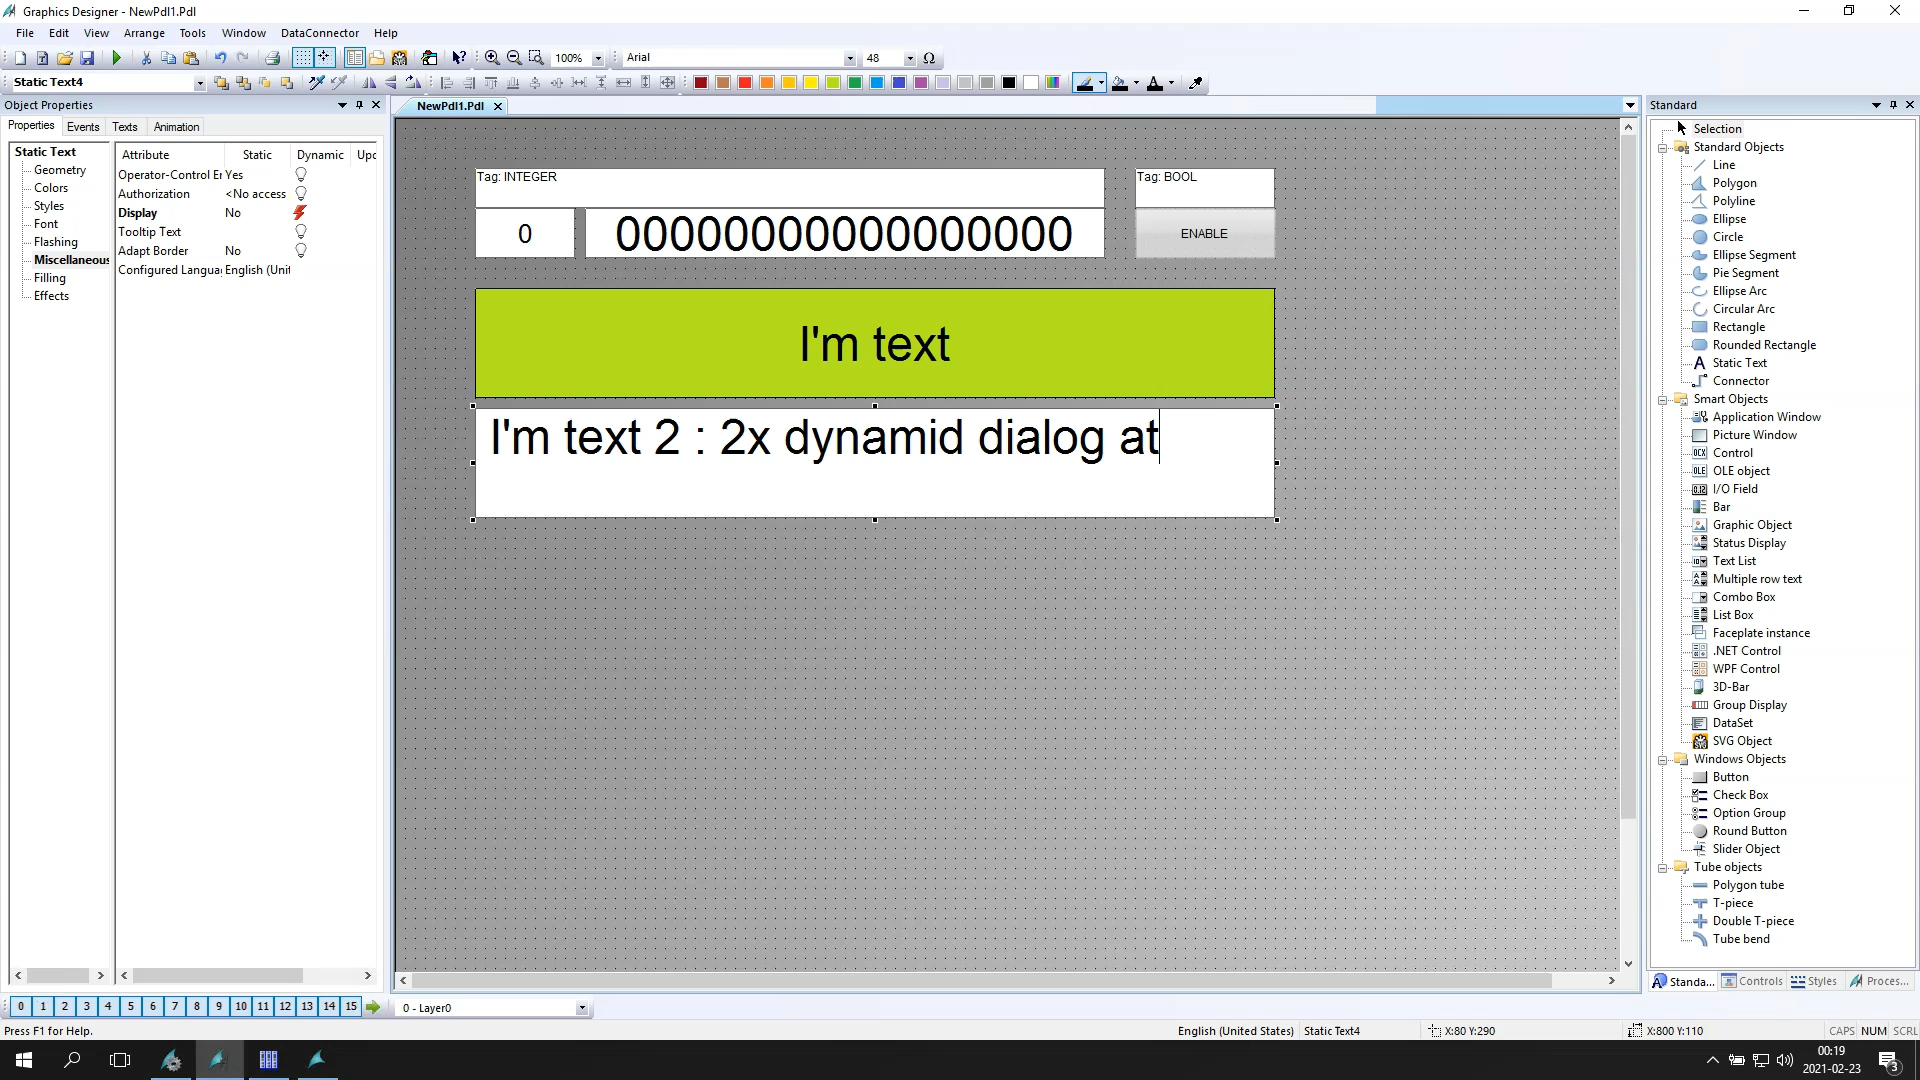 Graphics Designer - NewPdl1.Pdl
File Edit View Arrange Tools Window DataConnector Help
100% Arial 48 Ω
Static Text4
Object Properties
Properties Events Texts Animation
Static Text
Geometry
Colors
Styles
Font
Flashing
Miscellaneous
Filling
Effects
Attribute Static Dynamic Upc
Operator-Control Er Yes
Authorization <No access
Display No
Tooltip Text
Adapt Border No
Configured Langua English (Unit
NewPdl1.Pdl
Tag: INTEGER Tag: BOOL
0 00000000000000000 ENABLE
I'm text
I'm text 2 : 2x dynamid dialog at
Standard
Selection
Standard Objects
Line
Polygon
Polyline
Ellipse
Circle
Ellipse Segment
Pie Segment
Ellipse Arc
Circular Arc
Rectangle
Rounded Rectangle
Static Text
Connector
Smart Objects
Application Window
Picture Window
Control
OLE object
I/O Field
Bar
Graphic Object
Status Display
Text List
Multiple row text
Combo Box
List Box
Faceplate instance
.NET Control
WPF Control
3D-Bar
Group Display
DataSet
SVG Object
Windows Objects
Button
Check Box
Option Group
Round Button
Slider Object
Tube objects
Polygon tube
T-piece
Double T-piece
Tube bend
Standa... Controls Styles Proces...
0 1 2 3 4 5 6 7 8 9 10 11 12 13 14 15 0 - Layer0
Press F1 for Help. English (United States) Static Text4 X:80 Y:290 X:800 Y:110 CAPS NUM SCRL
00:19
2021-02-23
3